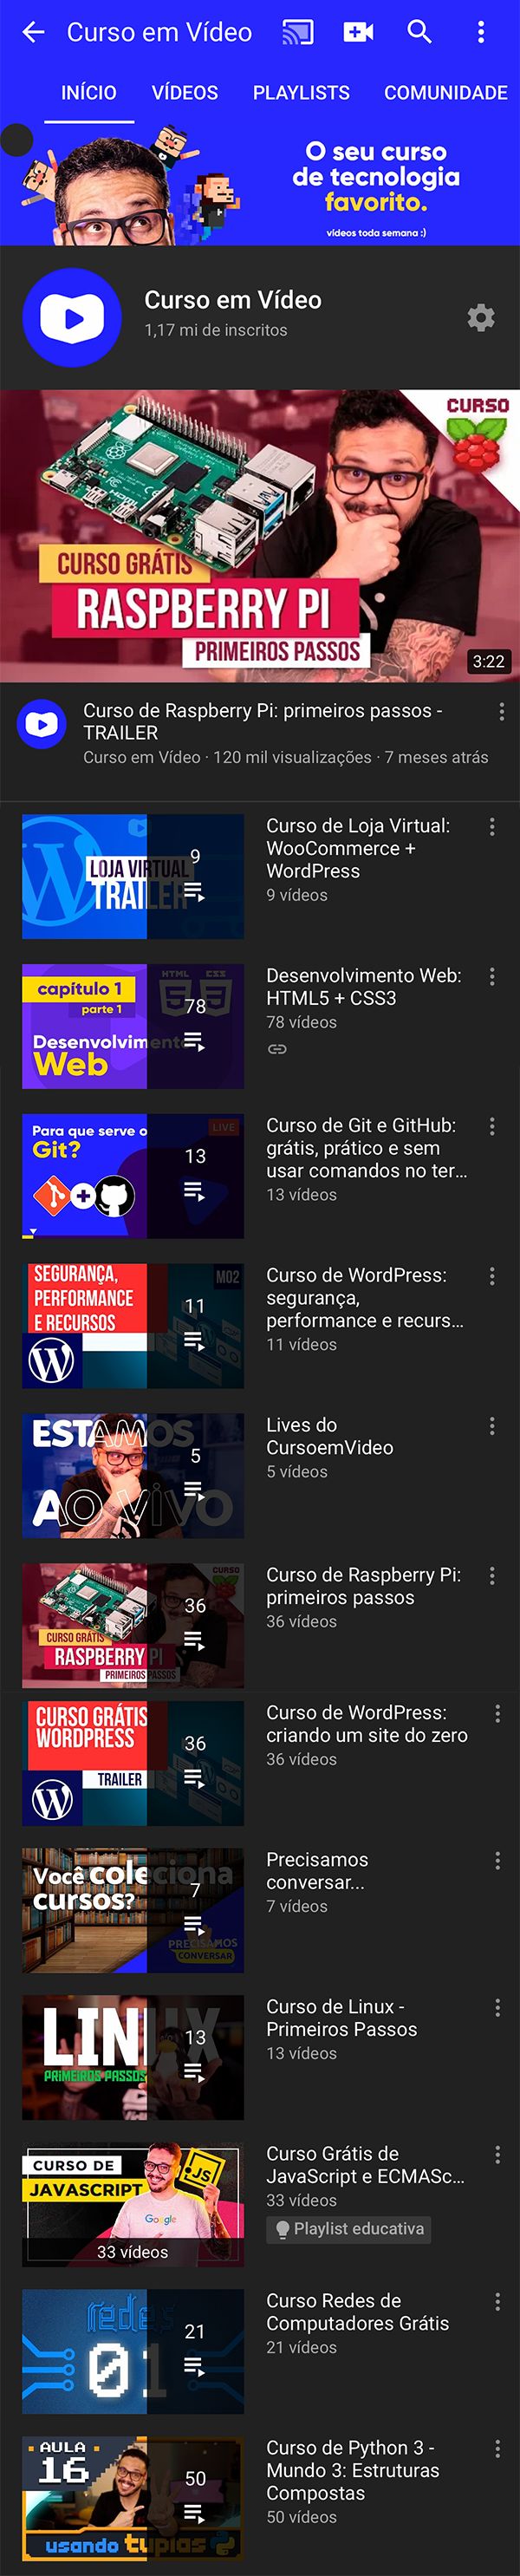 Curso em Vídeo
INÍCIO VÍDEOS PLAYLISTS COMUNIDADE
O seu curso
de tecnologia
favorito.
vídeos toda semana :)
Curso em Vídeo
1,17 mi de inscritos
CURSO
HDMI
CURSO GRÁTIS
RASPBERRY PI
PRIMEIROS PASSOS
3:22
Curso de Raspberry Pi: primeiros passos -
TRAILER
Curso em Vídeo · 120 mil visualizações · 7 meses atrás
LOJA VIRTUAL
TRAILER
9
Curso de Loja Virtual:
WooCommerce +
WordPress
9 vídeos
capítulo 1
parte 1
HTML CSS
Desenvolvimento
Web
78
Desenvolvimento Web:
HTML5 + CSS3
78 vídeos
Para que serve o
Git?
LIVE
13
Curso de Git e GitHub:
grátis, prático e sem
usar comandos no ter...
13 vídeos
SEGURANÇA,
PERFORMANCE
E RECURSOS
M02
11
Curso de WordPress:
segurança,
performance e recurs...
11 vídeos
ESTAMOS
AO VIVO
5
Lives do
CursoemVideo
5 vídeos
CURSO
CURSO GRÁTIS
RASPBERRY PI
PRIMEIROS PASSOS
36
Curso de Raspberry Pi:
primeiros passos
36 vídeos
CURSO GRÁTIS
WORDPRESS
TRAILER
36
Curso de WordPress:
criando um site do zero
36 vídeos
Você coleciona
cursos?
PRECISAMOS
CONVERSAR
7
Precisamos
conversar...
7 vídeos
LINUX
PRIMEIROS PASSOS
13
Curso de Linux -
Primeiros Passos
13 vídeos
CURSO DE
JAVASCRIPT
JS
Google
33 vídeos
Curso Grátis de
JavaScript e ECMASc...
33 vídeos
Playlist educativa
redes
01
21
Curso Redes de
Computadores Grátis
21 vídeos
AULA
16
usando tuplas
50
Curso de Python 3 -
Mundo 3: Estruturas
Compostas
50 vídeos